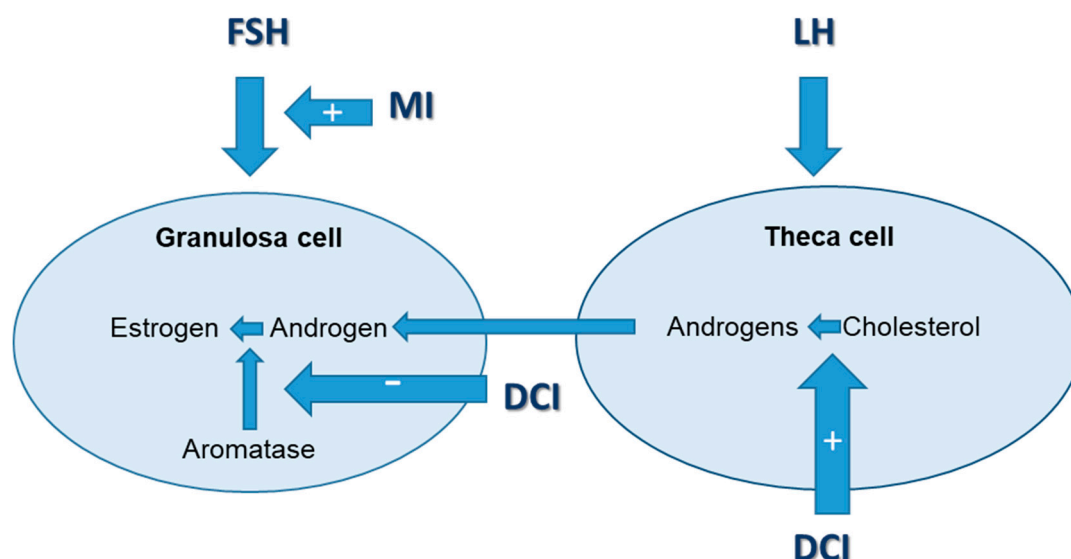 FSH
LH
+
MI
Granulosa cell
Theca cell
Estrogen
Androgen
Androgens
Cholesterol
-
DCI
Aromatase
+
DCI